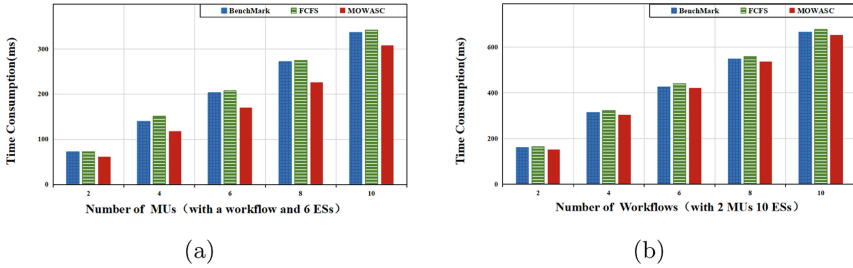 BenchMark FCFS MOWASC
Time Consumption(ms)
300
200
100
0
2 4 6 8 10
Number of MUs（with a workflow and 6 ESs）
(a)
BenchMark FCFS MOWASC
Time Consumption(ms)
600
400
200
0
2 4 6 8 10
Number of Workflows（with 2 MUs 10 ESs）
(b)